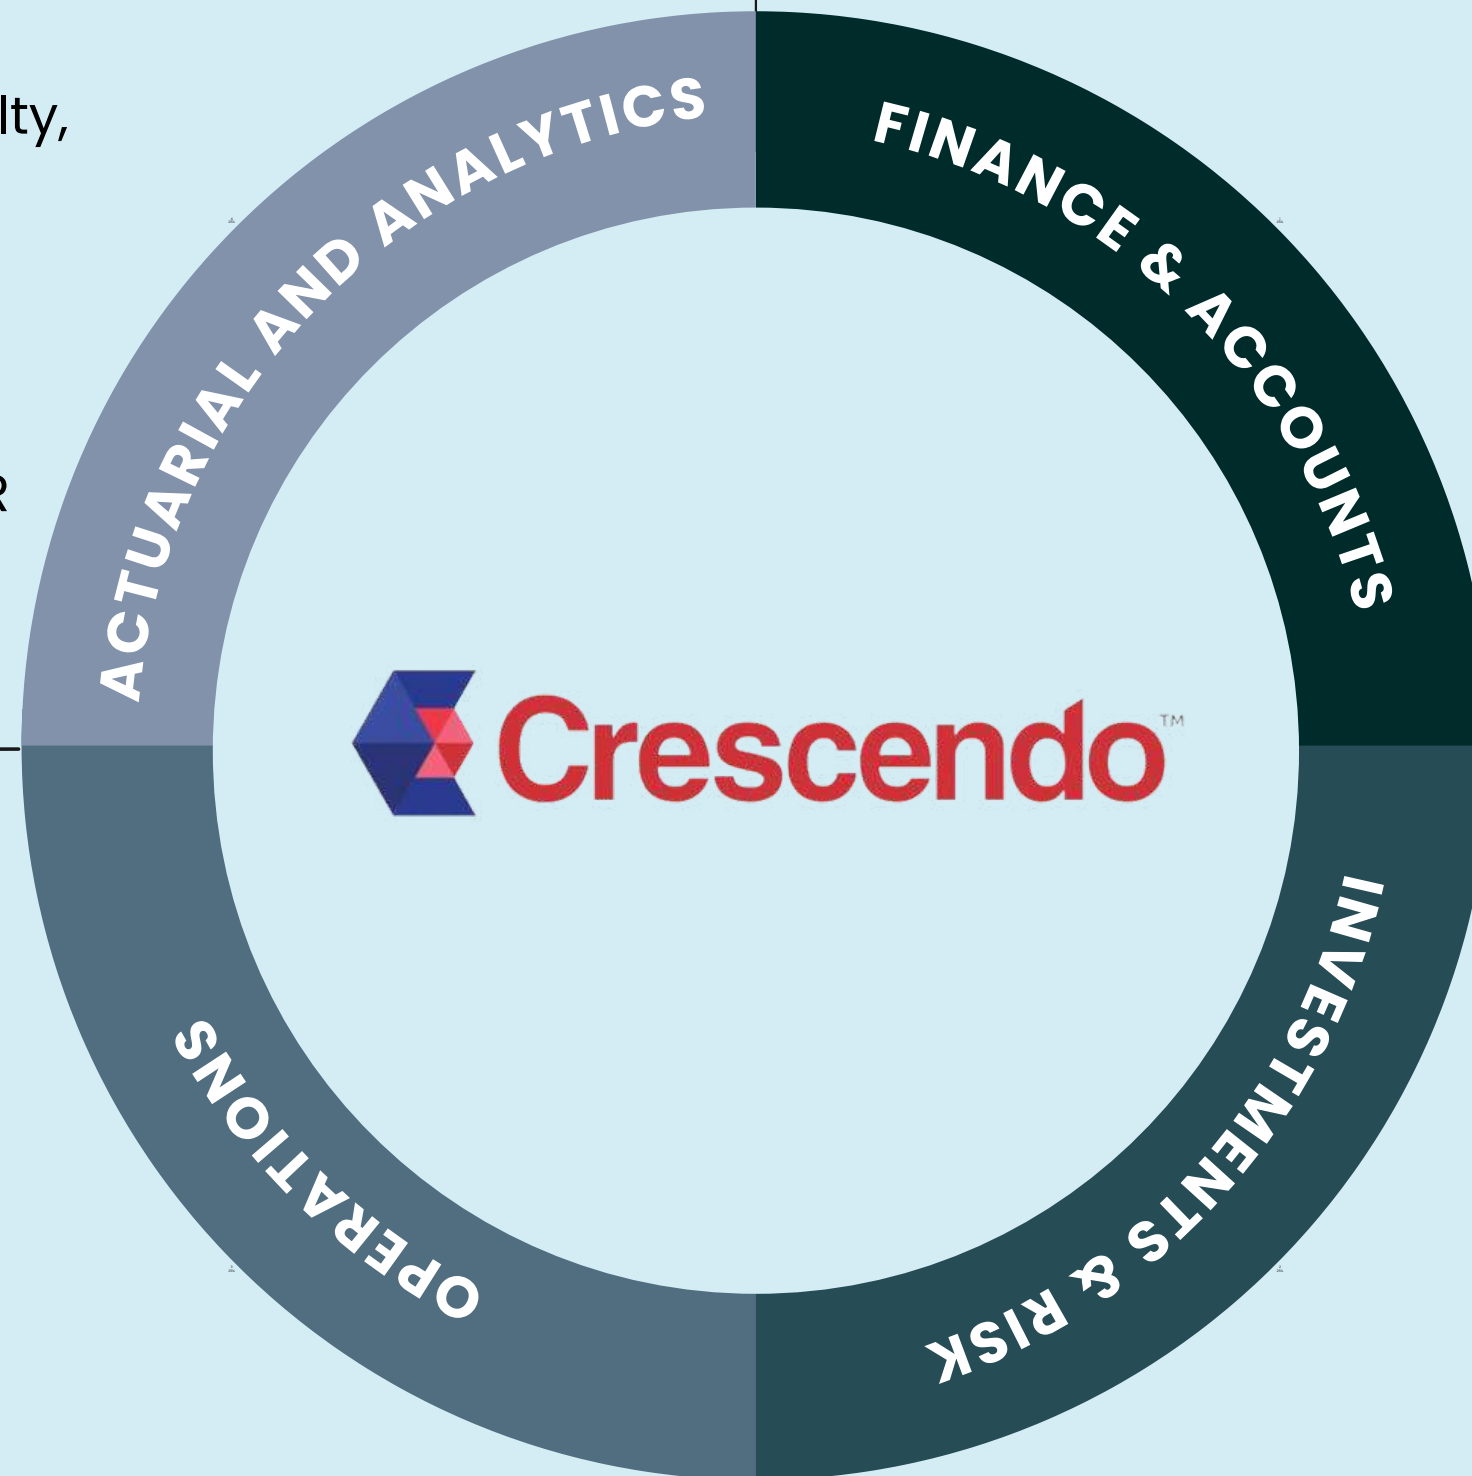 lty,
R
ACTUARIAL AND ANALYTICS
FINANCE & ACCOUNTS
Crescendo™
INVESTMENTS & RISK
OPERATIONS